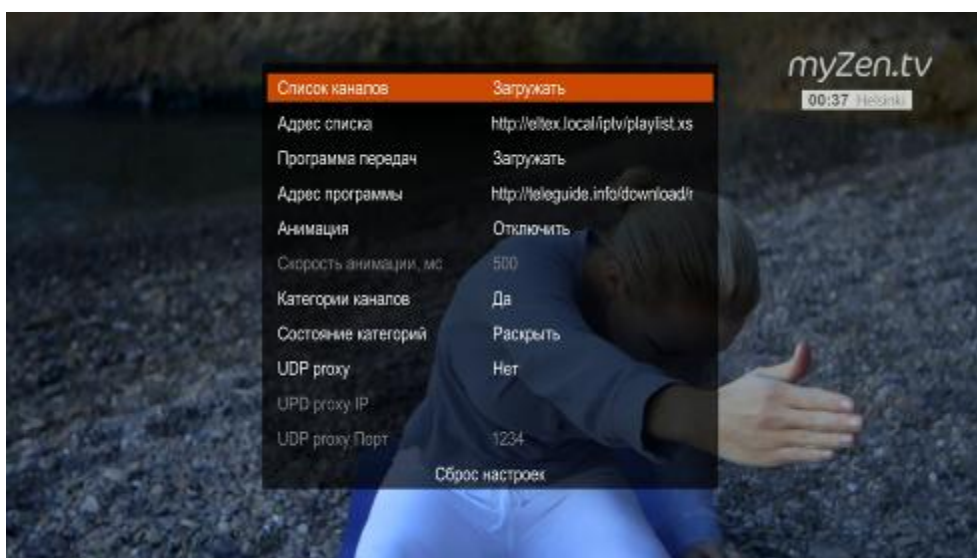 myZen.tv
00:37 Helsinki
Список каналов Загружать
Адрес списка http://eltex.local/iptv/playlist.xs
Программа передач Загружать
Адрес программы http://teleguide.info/download/r
Анимация Отключить
Скорость анимации, мс 500
Категории каналов Да
Состояние категорий Раскрыть
UDP proxy Нет
UPD proxy IP
UDP proxy Порт 1234
Сброс настроек